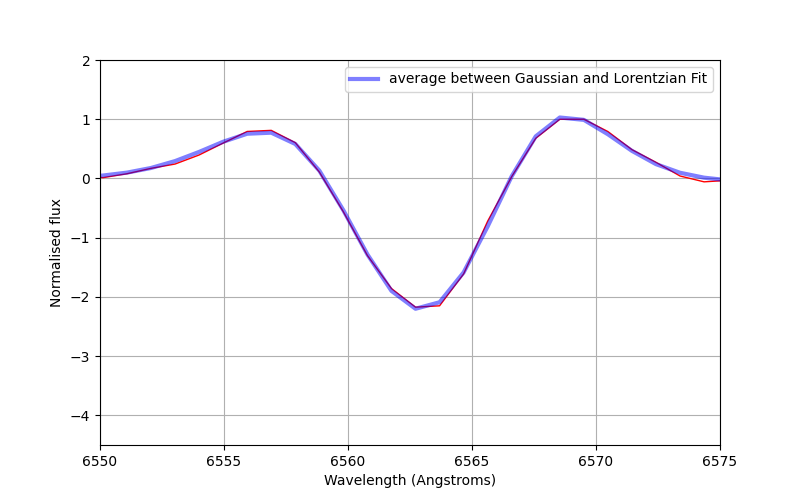 average between Gaussian and Lorentzian Fit
2
1
0
−1
−2
−3
−4
Normalised flux
6550 6555 6560 6565 6570 6575
Wavelength (Angstroms)